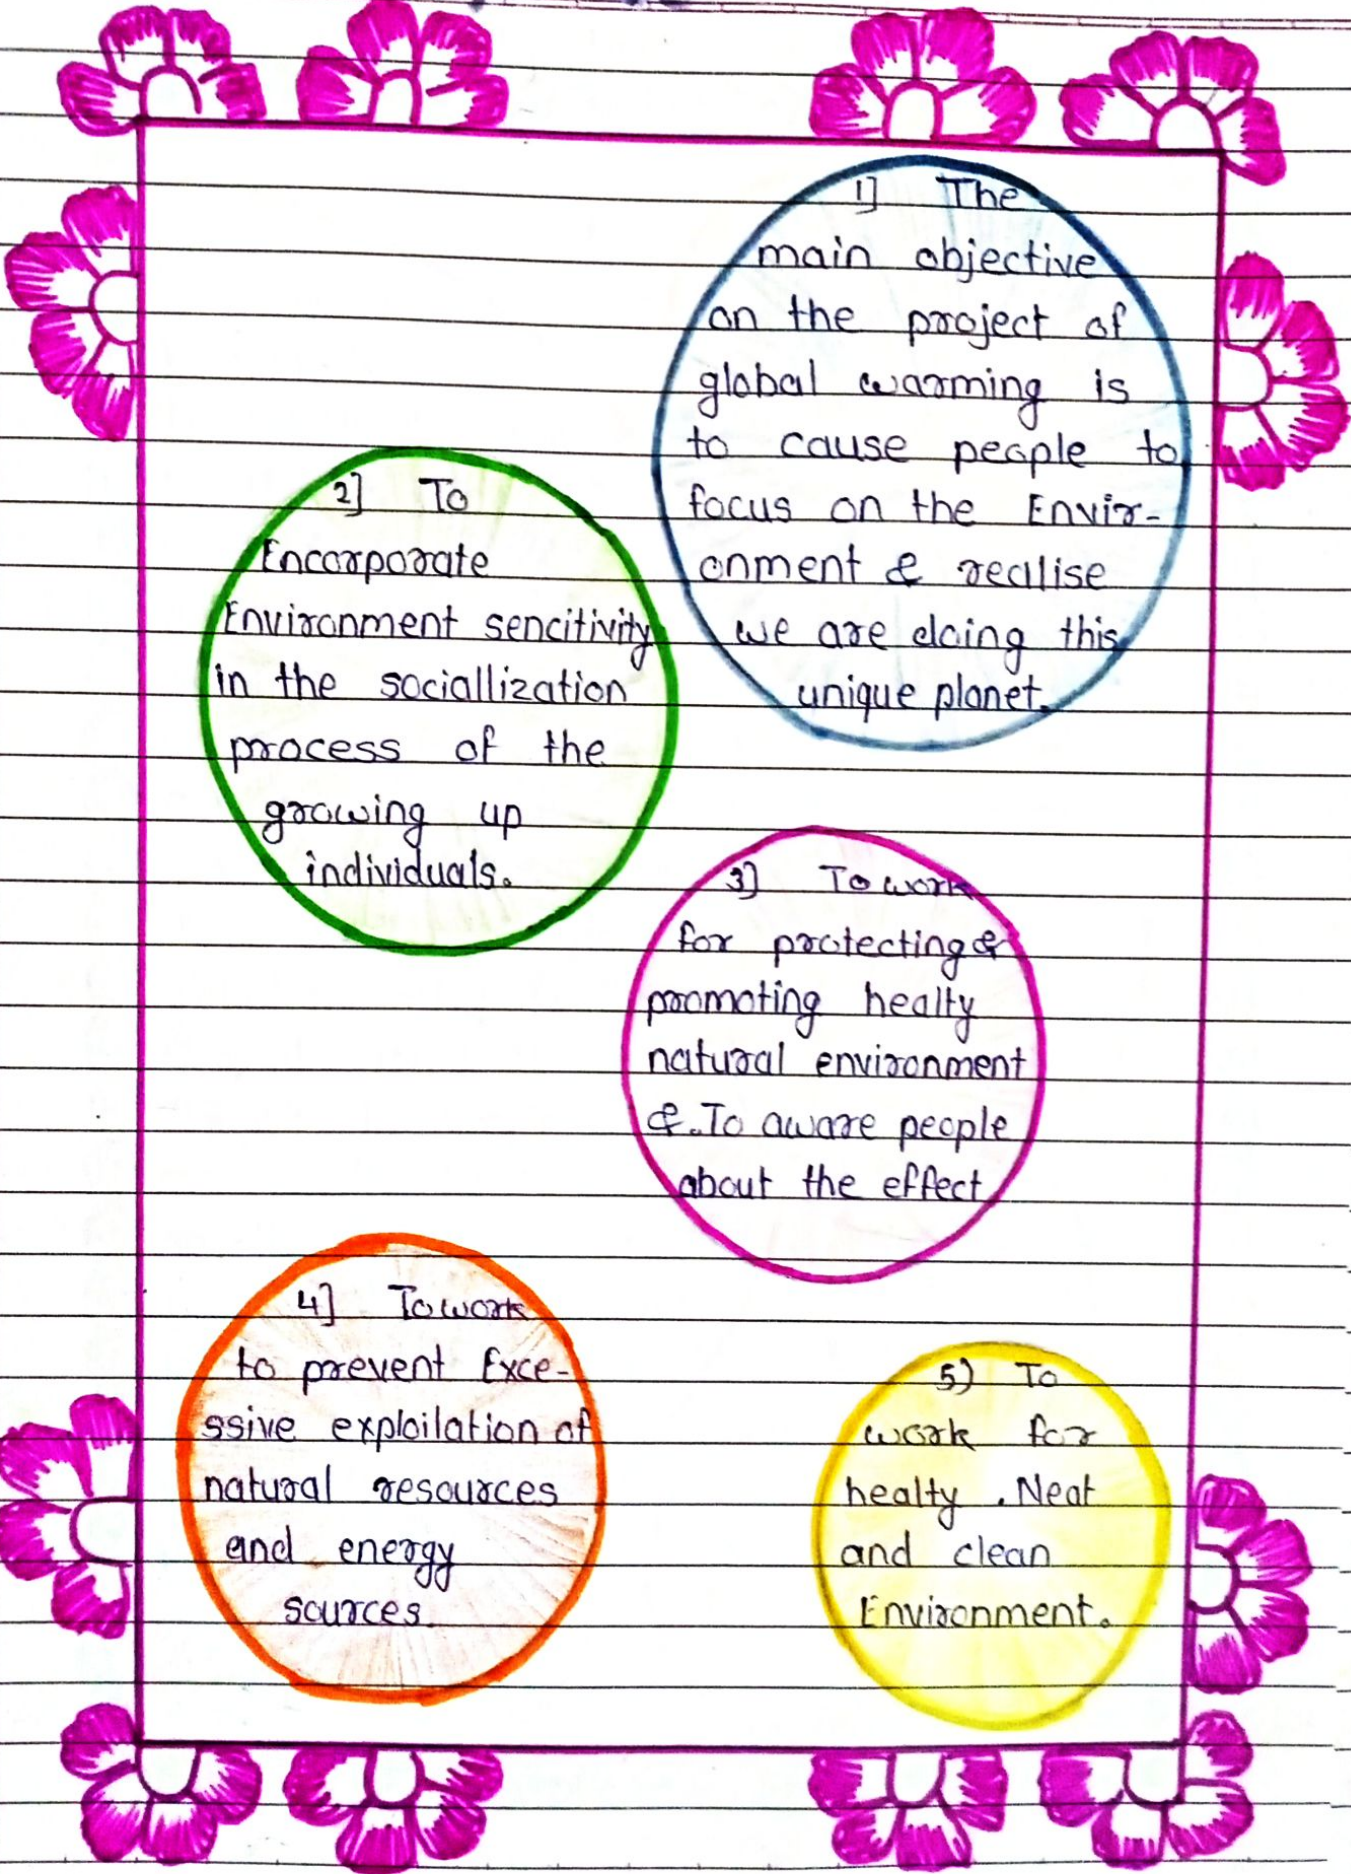 1] The
main objective
on the project of
global warming is
to cause people to
focus on the Envir-
onment & realise
we are doing this
unique planet.
2] To
Encorporate
Environment sencitivity
in the sociallization
process of the
growing up
individuals.
3] To work
for protecting &
promoting healty
natural environment
&.To aware people
about the effect
4] To work
to prevent Exce-
ssive exploilation of
natural resources
and energy
sources.
5) To
work for
healty . Neat
and clean
Environment.